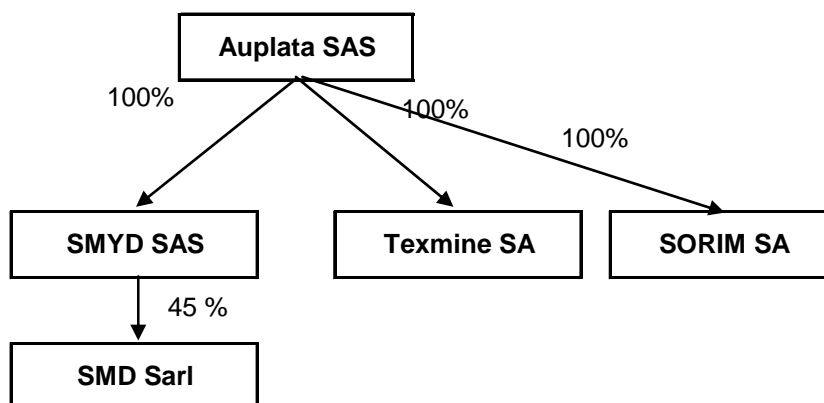 Auplata SAS
100%
100%
100%
SMYD SAS
Texmine SA
SORIM SA
45 %
SMD Sarl